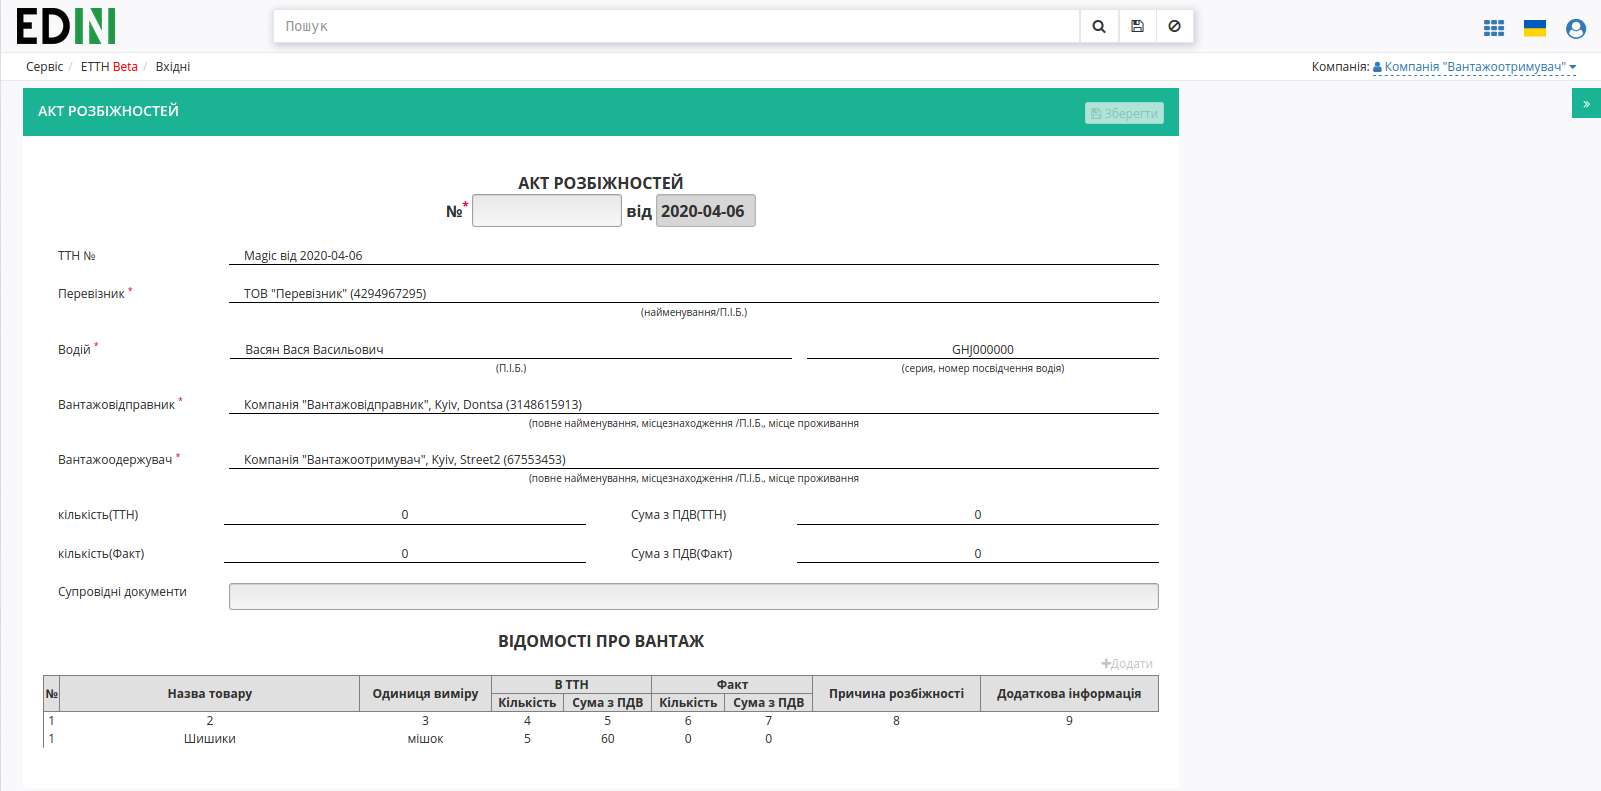 EDIN
Пошук
Сервіс / ЕТТН Beta / Вхідні
Компанія: Компанія "Вантажоотримувач"
АКТ РОЗБІЖНОСТЕЙ
Зберегти
»
АКТ РОЗБІЖНОСТЕЙ
№* від 2020-04-06
ТТН № Magic від 2020-04-06
Перевізник * ТОВ "Перевізник" (4294967295)
(найменування/П.І.Б.)
Водій * Васян Вася Васильович GHJ000000
(П.І.Б.) (серия, номер посвідчення водія)
Вантажовідправник * Компанія "Вантажовідправник", Kyiv, Dontsa (3148615913)
(повне найменування, місцезнаходження /П.І.Б., місце проживання
Вантажоодержувач * Компанія "Вантажоотримувач", Kyiv, Street2 (67553453)
(повне найменування, місцезнаходження /П.І.Б., місце проживання
кількість(ТТН) 0 Сума з ПДВ(ТТН) 0
кількість(Факт) 0 Сума з ПДВ(Факт) 0
Супровідні документи
ВІДОМОСТІ ПРО ВАНТАЖ
+Додати
№ Назва товару Одиниця виміру В ТТН Факт Причина розбіжності Додаткова інформація
Кількість Сума з ПДВ Кількість Сума з ПДВ
1 2 3 4 5 6 7 8 9
1 Шишики мішок 5 60 0 0